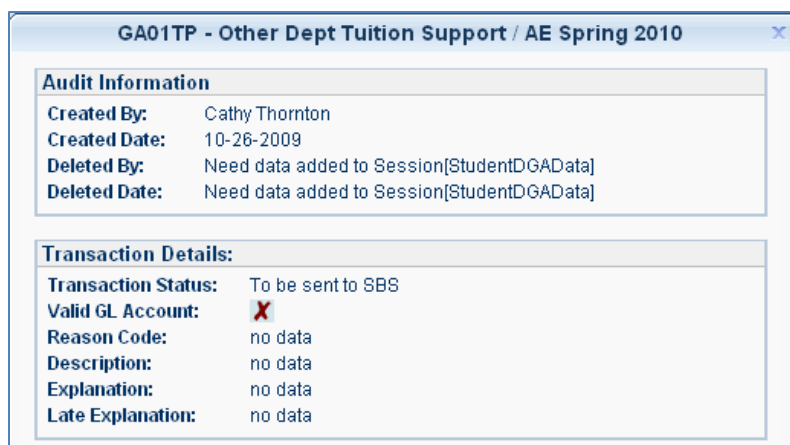 GA01TP - Other Dept Tuition Support / AE Spring 2010 x
Audit Information
Created By: Cathy Thornton
Created Date: 10-26-2009
Deleted By: Need data added to Session[StudentDGAData]
Deleted Date: Need data added to Session[StudentDGAData]
Transaction Details:
Transaction Status: To be sent to SBS
Valid GL Account: ✗
Reason Code: no data
Description: no data
Explanation: no data
Late Explanation: no data